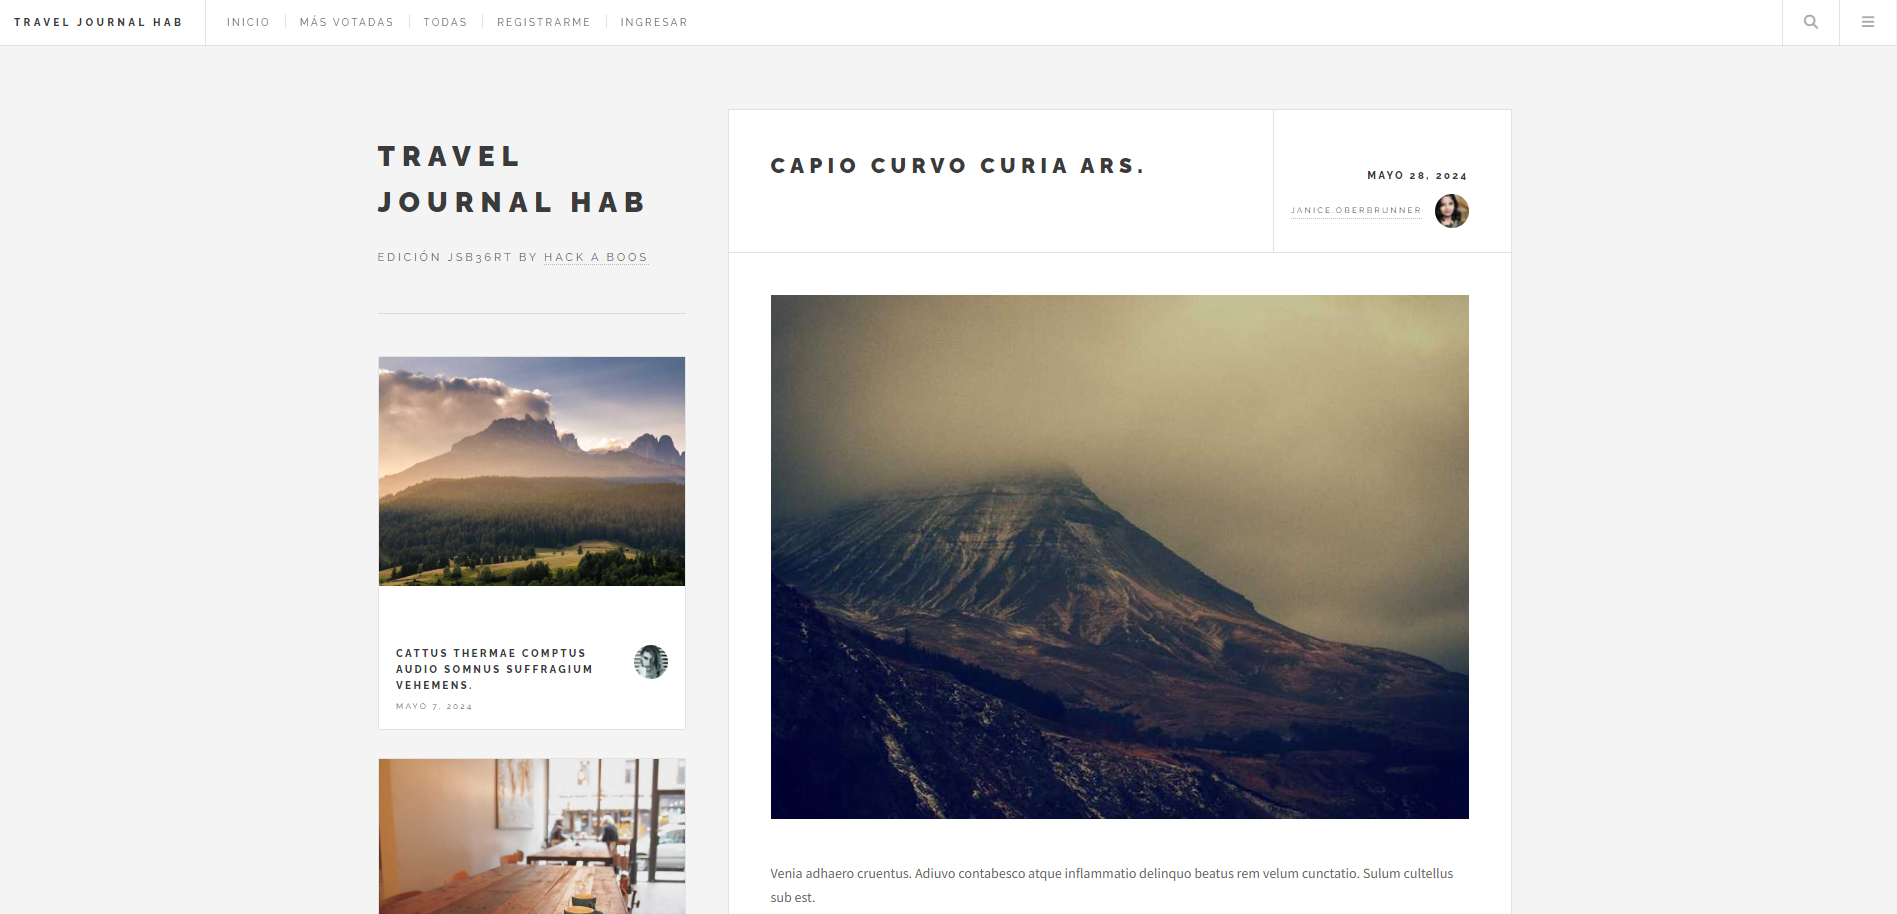 TRAVEL JOURNAL HAB
INICIO
MÁS VOTADAS
TODAS
REGISTRARME
INGRESAR
TRAVEL
JOURNAL HAB
EDICIÓN JSB36RT BY HACK A BOOS
CATTUS THERMAE COMPTUS
AUDIO SOMNUS SUFFRAGIUM
VEHEMENS.
MAYO 7, 2024
CAPIO CURVO CURIA ARS.
MAYO 28, 2024
JANICE.OBERBRUNNER
Venia adhaero cruentus. Adiuvo contabesco atque inflammatio delinquo beatus rem velum cunctatio. Sulum cultellus
sub est.